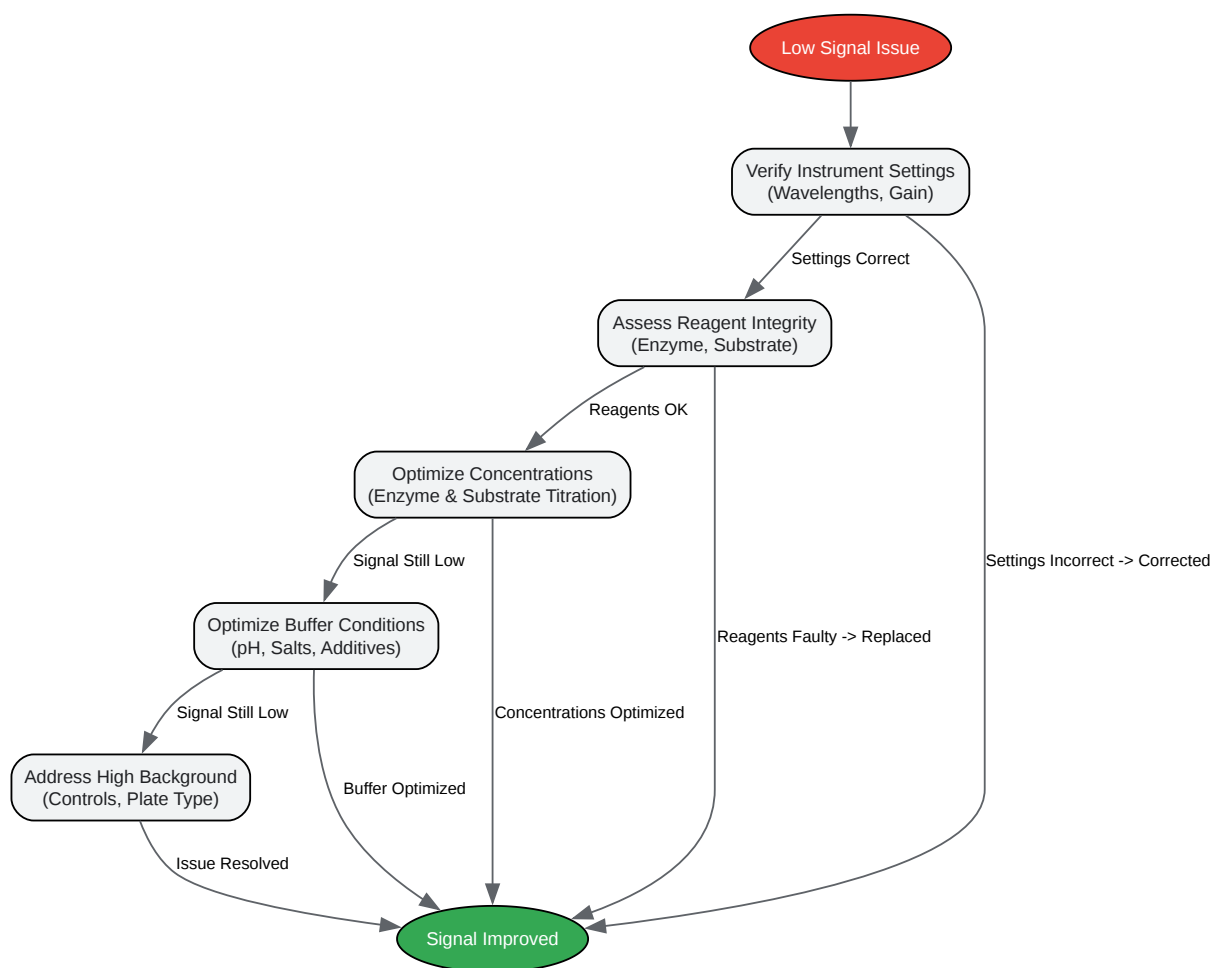 Low Signal Issue
Verify Instrument Settings
(Wavelengths, Gain)
Settings Correct
Assess Reagent Integrity
(Enzyme, Substrate)
Reagents OK
Optimize Concentrations
(Enzyme & Substrate Titration)
Signal Still Low
Settings Incorrect -> Corrected
Optimize Buffer Conditions
(pH, Salts, Additives)
Reagents Faulty -> Replaced
Signal Still Low
Concentrations Optimized
Address High Background
(Controls, Plate Type)
Buffer Optimized
Issue Resolved
Signal Improved